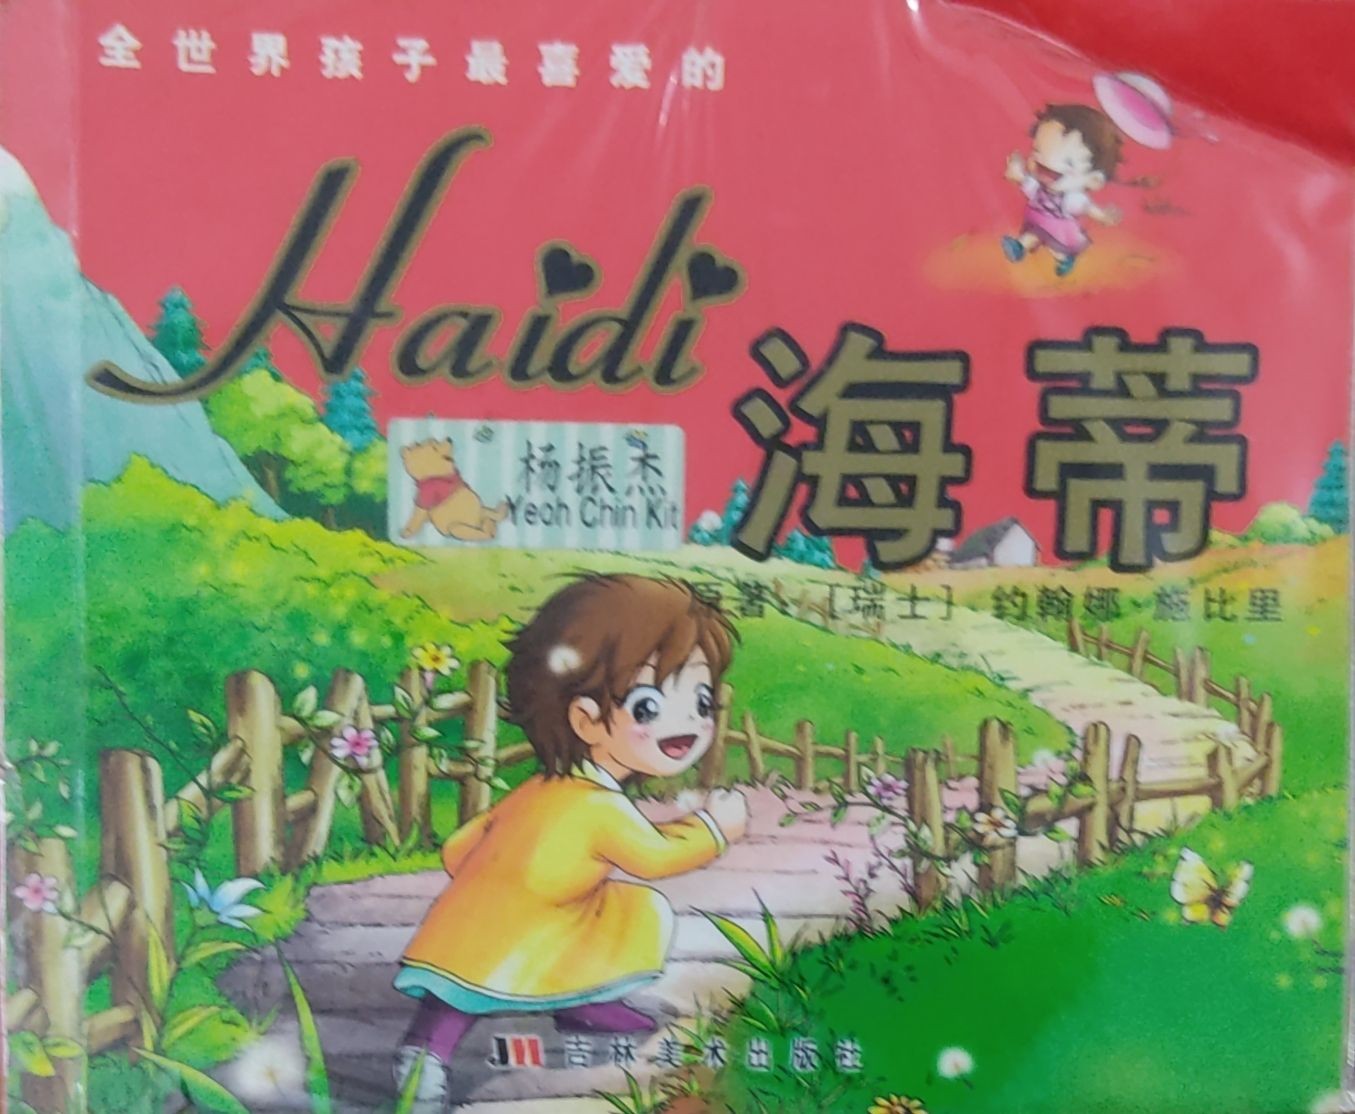 全世界孩子最喜爱的
Haidi
海蒂
杨振杰
Yeoh Chin Kit
原著:[瑞士] 约翰娜·施比里
JM 吉林美术出版社